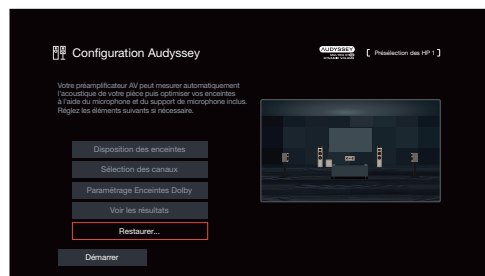 Configuration Audyssey
AUDYSSEY
[ Présélection des HP 1 ]
Votre préamplificateur AV peut mesurer automatiquement
l'acoustique de votre pièce puis optimiser vos enceintes
à l'aide du microphone et du support de microphone inclus.
Réglez les éléments suivants si nécessaire.
Disposition des enceintes
Sélection des canaux
Paramétrage Enceintes Dolby
Voir les résultats
Restaurer...
Démarrer